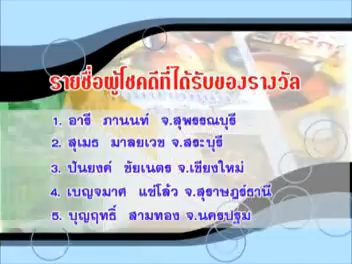 รายชื่อผู้โชคดีที่ได้รับของรางวัล
1. อารี ภานนท์ จ.สุพรรณบุรี
2. สุเมธ มาลยเวช จ.สระบุรี
3. ปันยงค์ ขัยเนตร จ.เชียงใหม่
4. เบญจมาศ แซ่โล้ว จ.สุราษฎร์ธานี
5. บุญฤทธิ์ สามทอง จ.นครปฐม